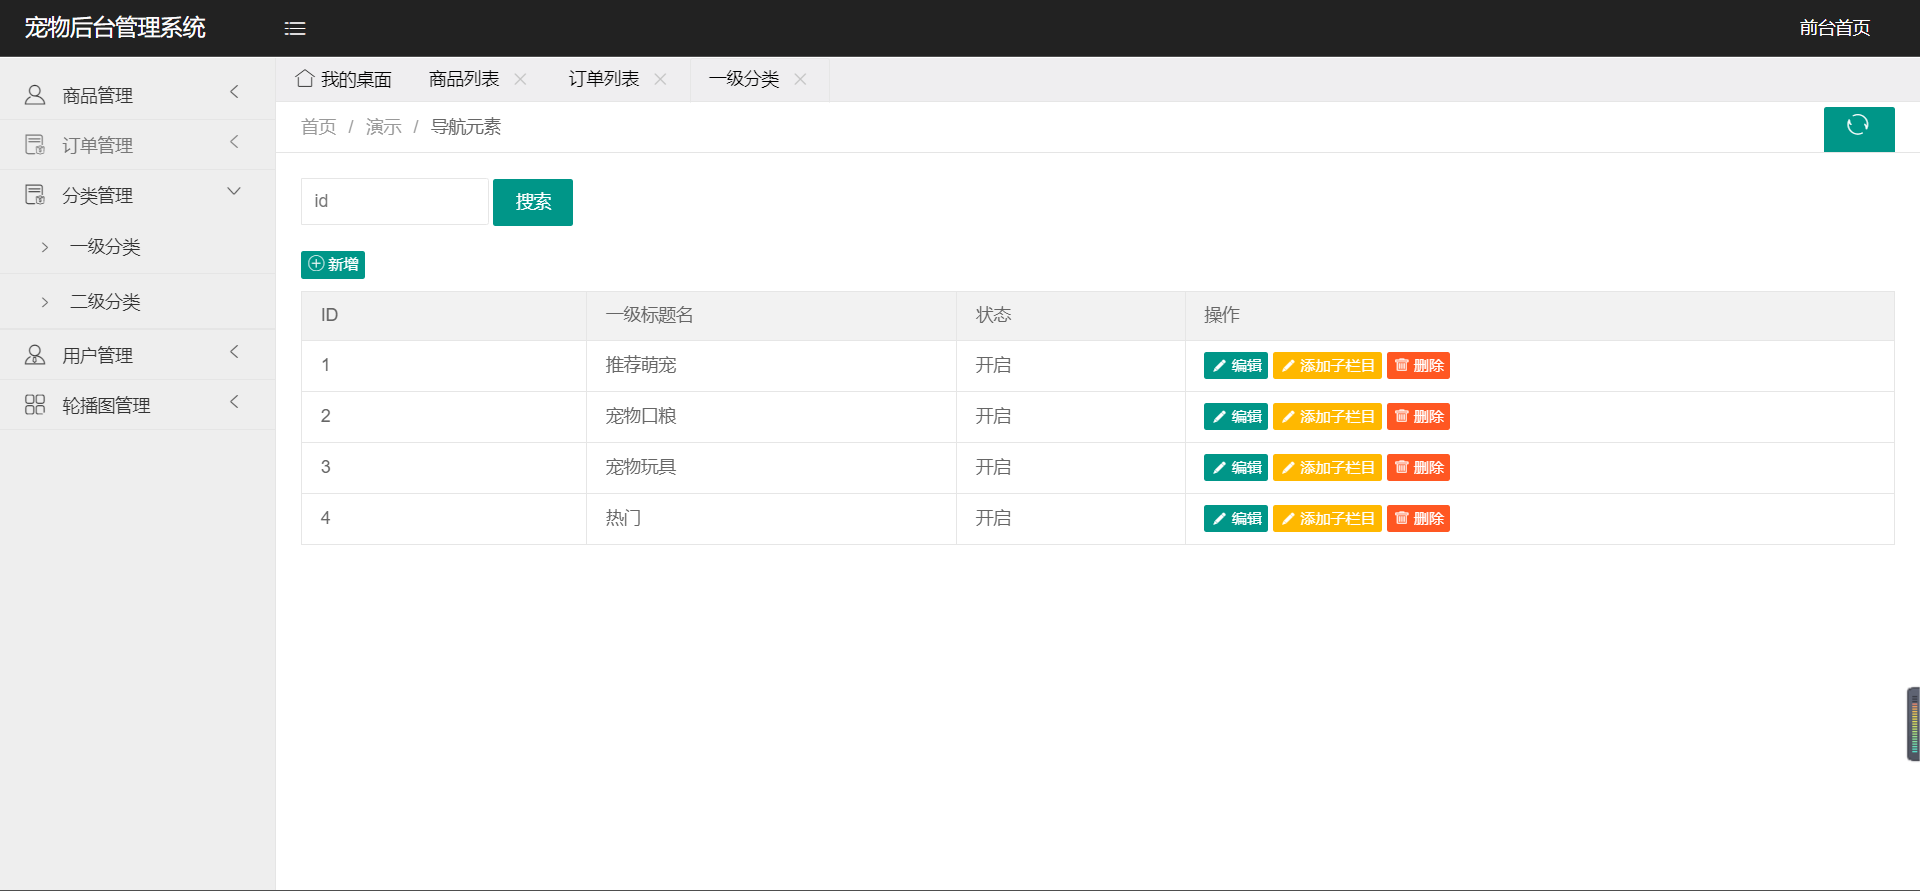 宠物后台管理系统
前台首页
商品管理
订单管理
分类管理
一级分类
二级分类
用户管理
轮播图管理
我的桌面 商品列表 订单列表 一级分类
首页 / 演示 / 导航元素
id 搜索
新增
ID 一级标题名 状态 操作
1 推荐萌宠 开启 编辑 添加子栏目 删除
2 宠物口粮 开启 编辑 添加子栏目 删除
3 宠物玩具 开启 编辑 添加子栏目 删除
4 热门 开启 编辑 添加子栏目 删除